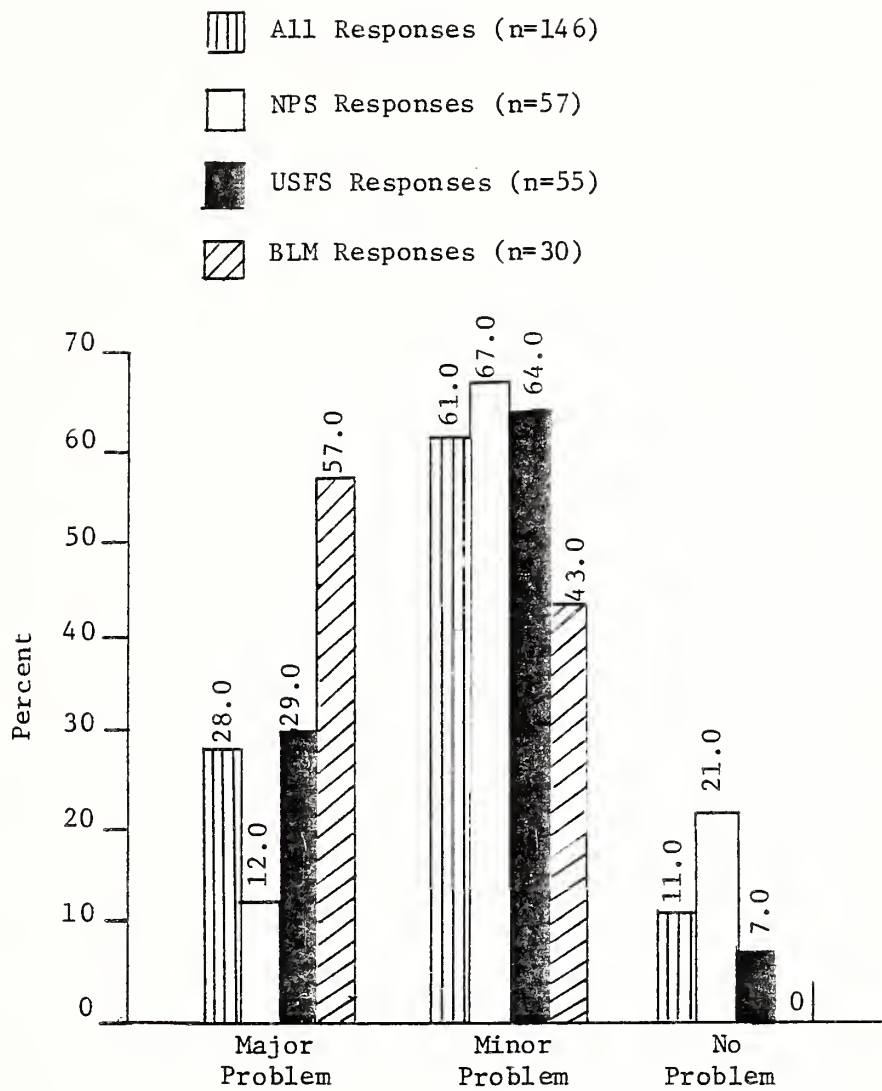 All Responses (n=146)
NPS Responses (n=57)
USFS Responses (n=55)
BLM Responses (n=30)
Percent
70
60
50
40
30
20
10
0
28.0
12.0
29.0
57.0
61.0
67.0
64.0
43.0
11.0
21.0
7.0
0
Major
Problem
Minor
Problem
No
Problem